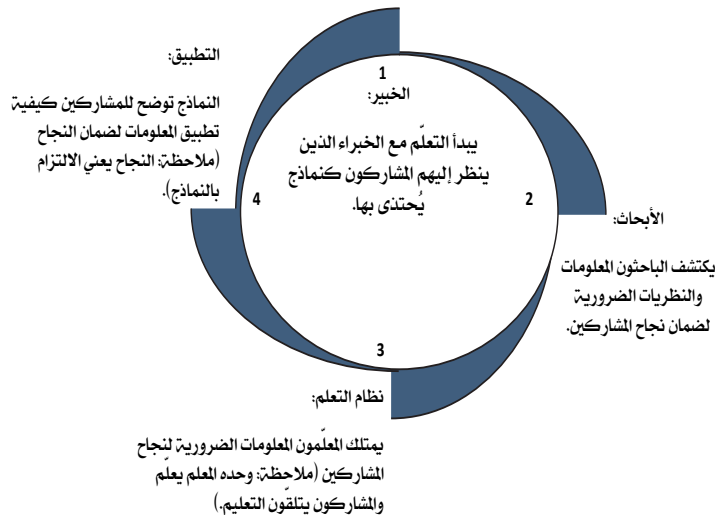 1
الخبير:
يبدأ التعلّم مع الخبراء الذين
ينظر إليهم المشاركون كنماذج
يُحتذى بها.
2
الأبحاث:
يكتشف الباحثون المعلومات
والنظريات الضرورية
لضمان نجاح المشاركين.
3
نظام التعلم:
يمتلك المعلّمون المعلومات الضرورية لنجاح
المشاركين (ملاحظة: وحده المعلم يعلّم
والمشاركون يتلقّون التعليم.)
4
التطبيق:
النماذج توضح للمشاركين كيفية
تطبيق المعلومات لضمان النجاح
(ملاحظة: النجاح يعني الالتزام
بالنماذج).